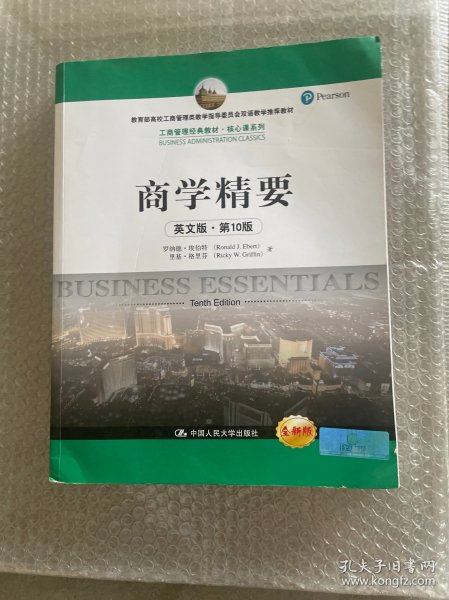 Pearson
教育部高校工商管理类教学指导委员会双语教学推荐教材
工商管理经典教材·核心课系列
BUSINESS ADMINISTRATION CLASSICS
商学精要
英文版·第10版
罗纳德·埃伯特 (Ronald J. Ebert)
里基·格里芬 (Ricky W. Griffin) 著
BUSINESS ESSENTIALS
Tenth Edition
中国人民大学出版社
全新版
孔夫子旧书网
www.kongfz.com